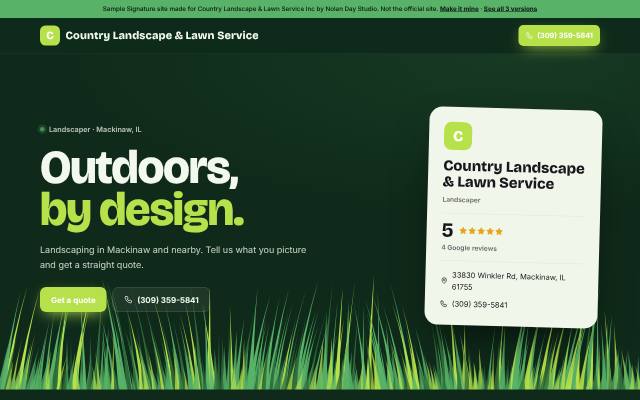 Sample Signature site made for Country Landscape & Lawn Service Inc by Nolan Day Studio. Not the official site. Make it mine · See all 3 versions
C Country Landscape & Lawn Service
(309) 359-5841
Landscaper · Mackinaw, IL
Outdoors,
by design.
Landscaping in Mackinaw and nearby. Tell us what you picture
and get a straight quote.
Get a quote
(309) 359-5841
C
Country Landscape
& Lawn Service
Landscaper
5 ★★★★★
4 Google reviews
33830 Winkler Rd, Mackinaw, IL
61755
(309) 359-5841